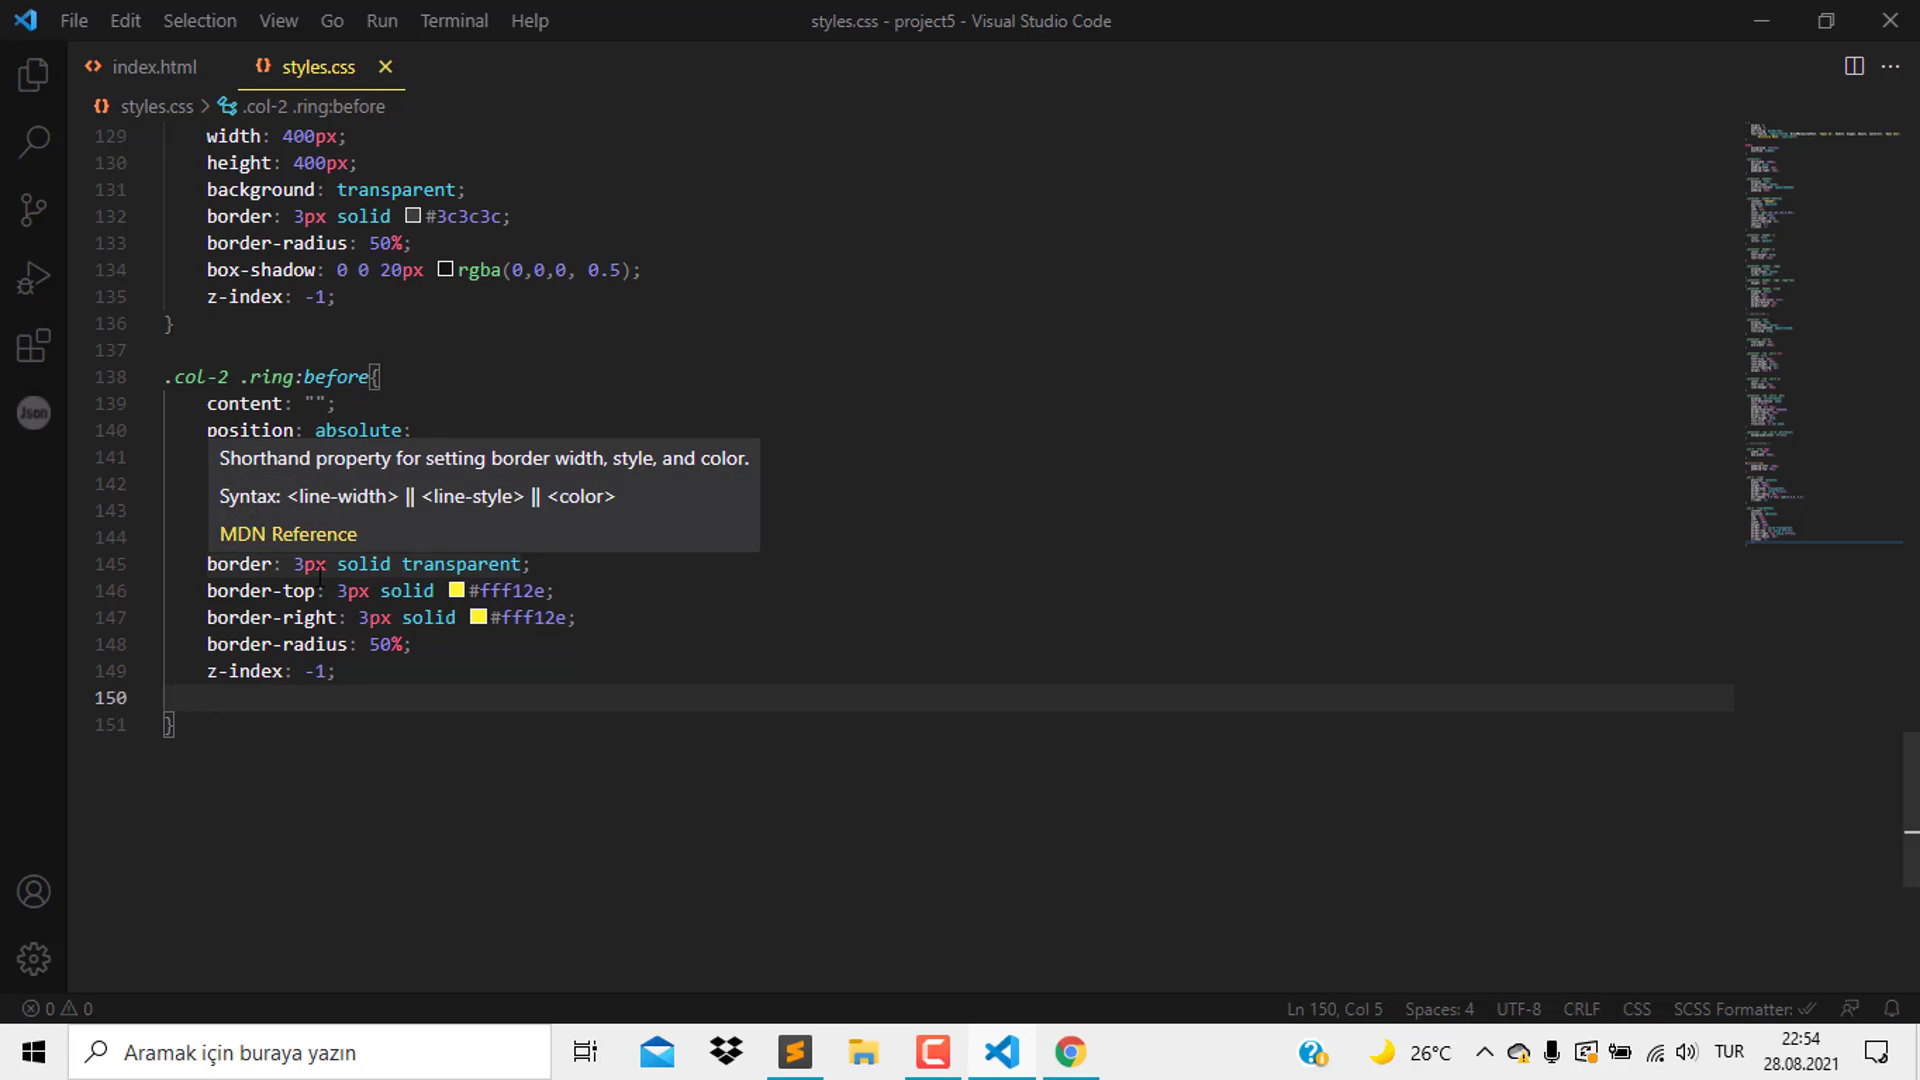 File Edit Selection View Go Run Terminal Help
styles.css - project5 - Visual Studio Code
index.html
styles.css
styles.css > .col-2 .ring:before
129 width: 400px;
130 height: 400px;
131 background: transparent;
132 border: 3px solid #3c3c3c;
133 border-radius: 50%;
134 box-shadow: 0 0 20px rgba(0,0,0, 0.5);
135 z-index: -1;
136 }
137
138 .col-2 .ring:before{
139 content: "";
140 position: absolute;
141
142
143
144
Shorthand property for setting border width, style, and color.
Syntax: <line-width> || <line-style> || <color>
MDN Reference
145 border: 3px solid transparent;
146 border-top: 3px solid #fff12e;
147 border-right: 3px solid #fff12e;
148 border-radius: 50%;
149 z-index: -1;
150
151 }
Json
0 0
Ln 150, Col 5 Spaces: 4 UTF-8 CRLF CSS SCSS Formatter:
Aramak için buraya yazın
26°C
TUR
22:54
28.08.2021